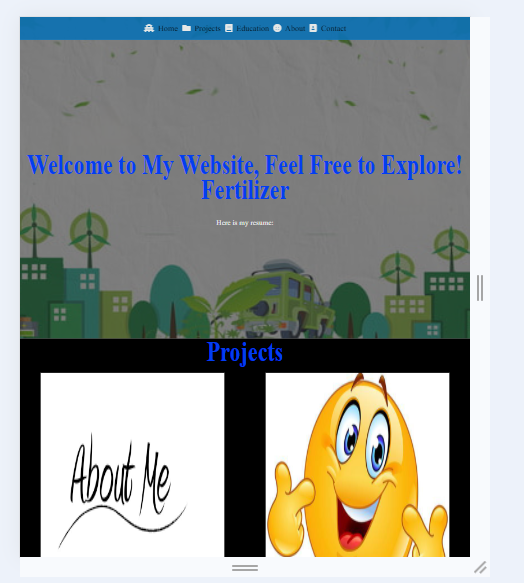 Home Projects Education About Contact
Welcome to My Website, Feel Free to Explore!
Fertilizer
Here is my resume:
Projects
About Me